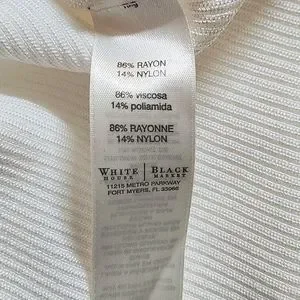 86% RAYON
14% NYLON
86% viscosa
14% poliamida
86% RAYONNE
14% NYLON
WHITE BLACK
HOUSE MARKET
11215 METRO PARKWAY
FORT MYERS, FL 33966